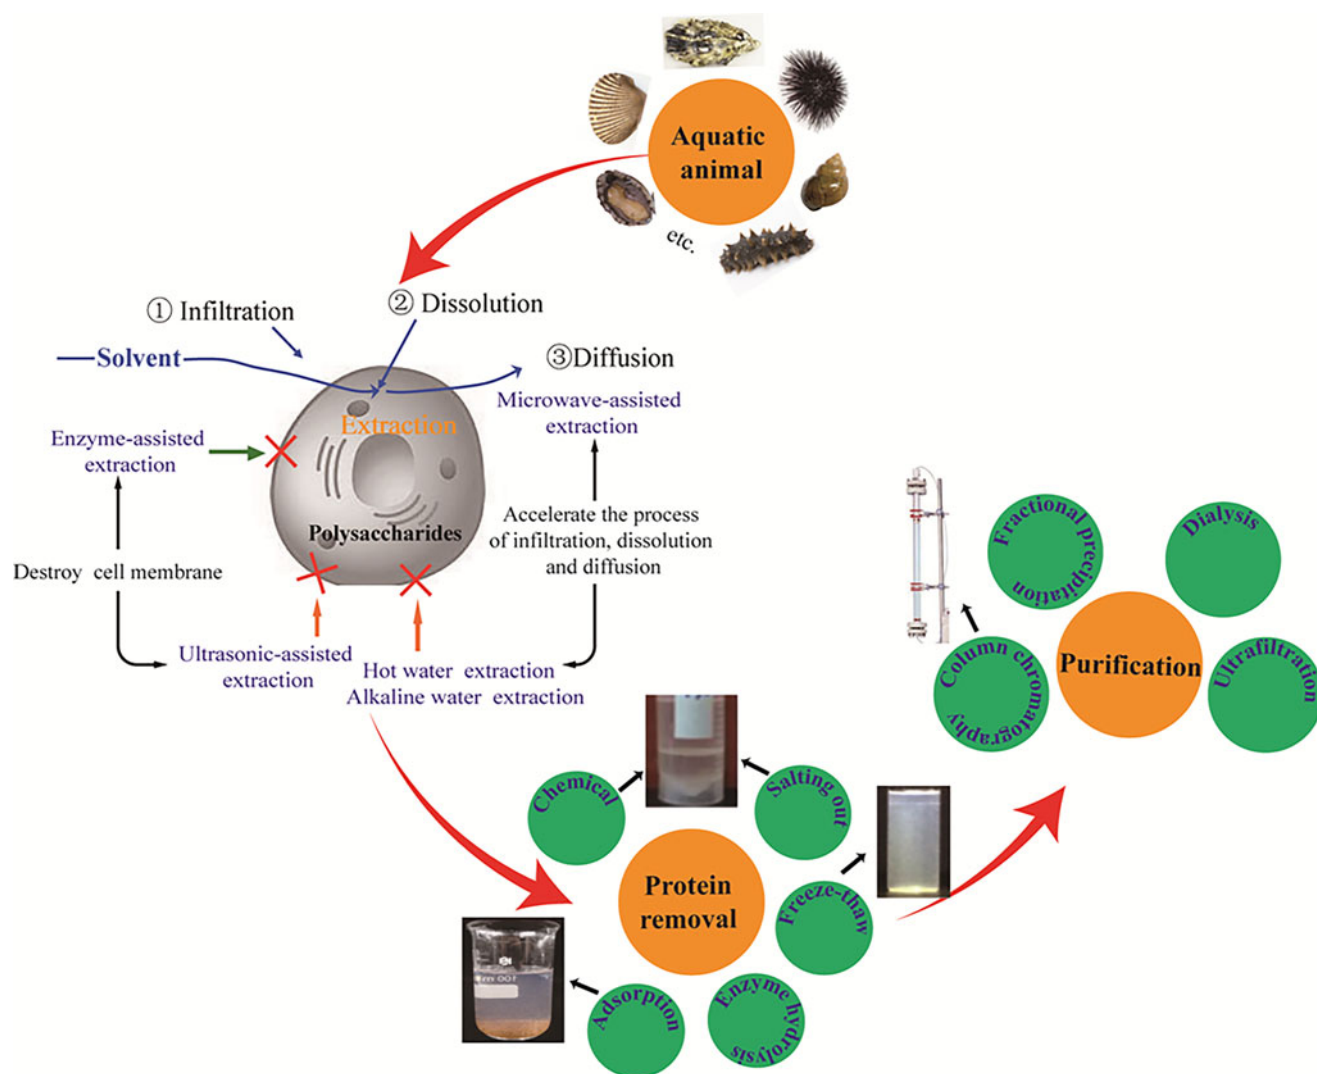 Aquatic
animal
etc.
① Infiltration
② Dissolution
Solvent
③Diffusion
Microwave-assisted
extraction
Extraction
Enzyme-assisted
extraction
Polysaccharides
Accelerate the process
of infiltration, dissolution
and diffusion
Destroy cell membrane
Ultrasonic-assisted
extraction
Hot water extraction
Alkaline water extraction
Fractional
precipitation
Dialysis
Purification
Column chromatography
Ultrafiltration
Chemical
Salting out
Protein
removal
Freeze-thaw
Adsorption
Enzyme hydrolysis